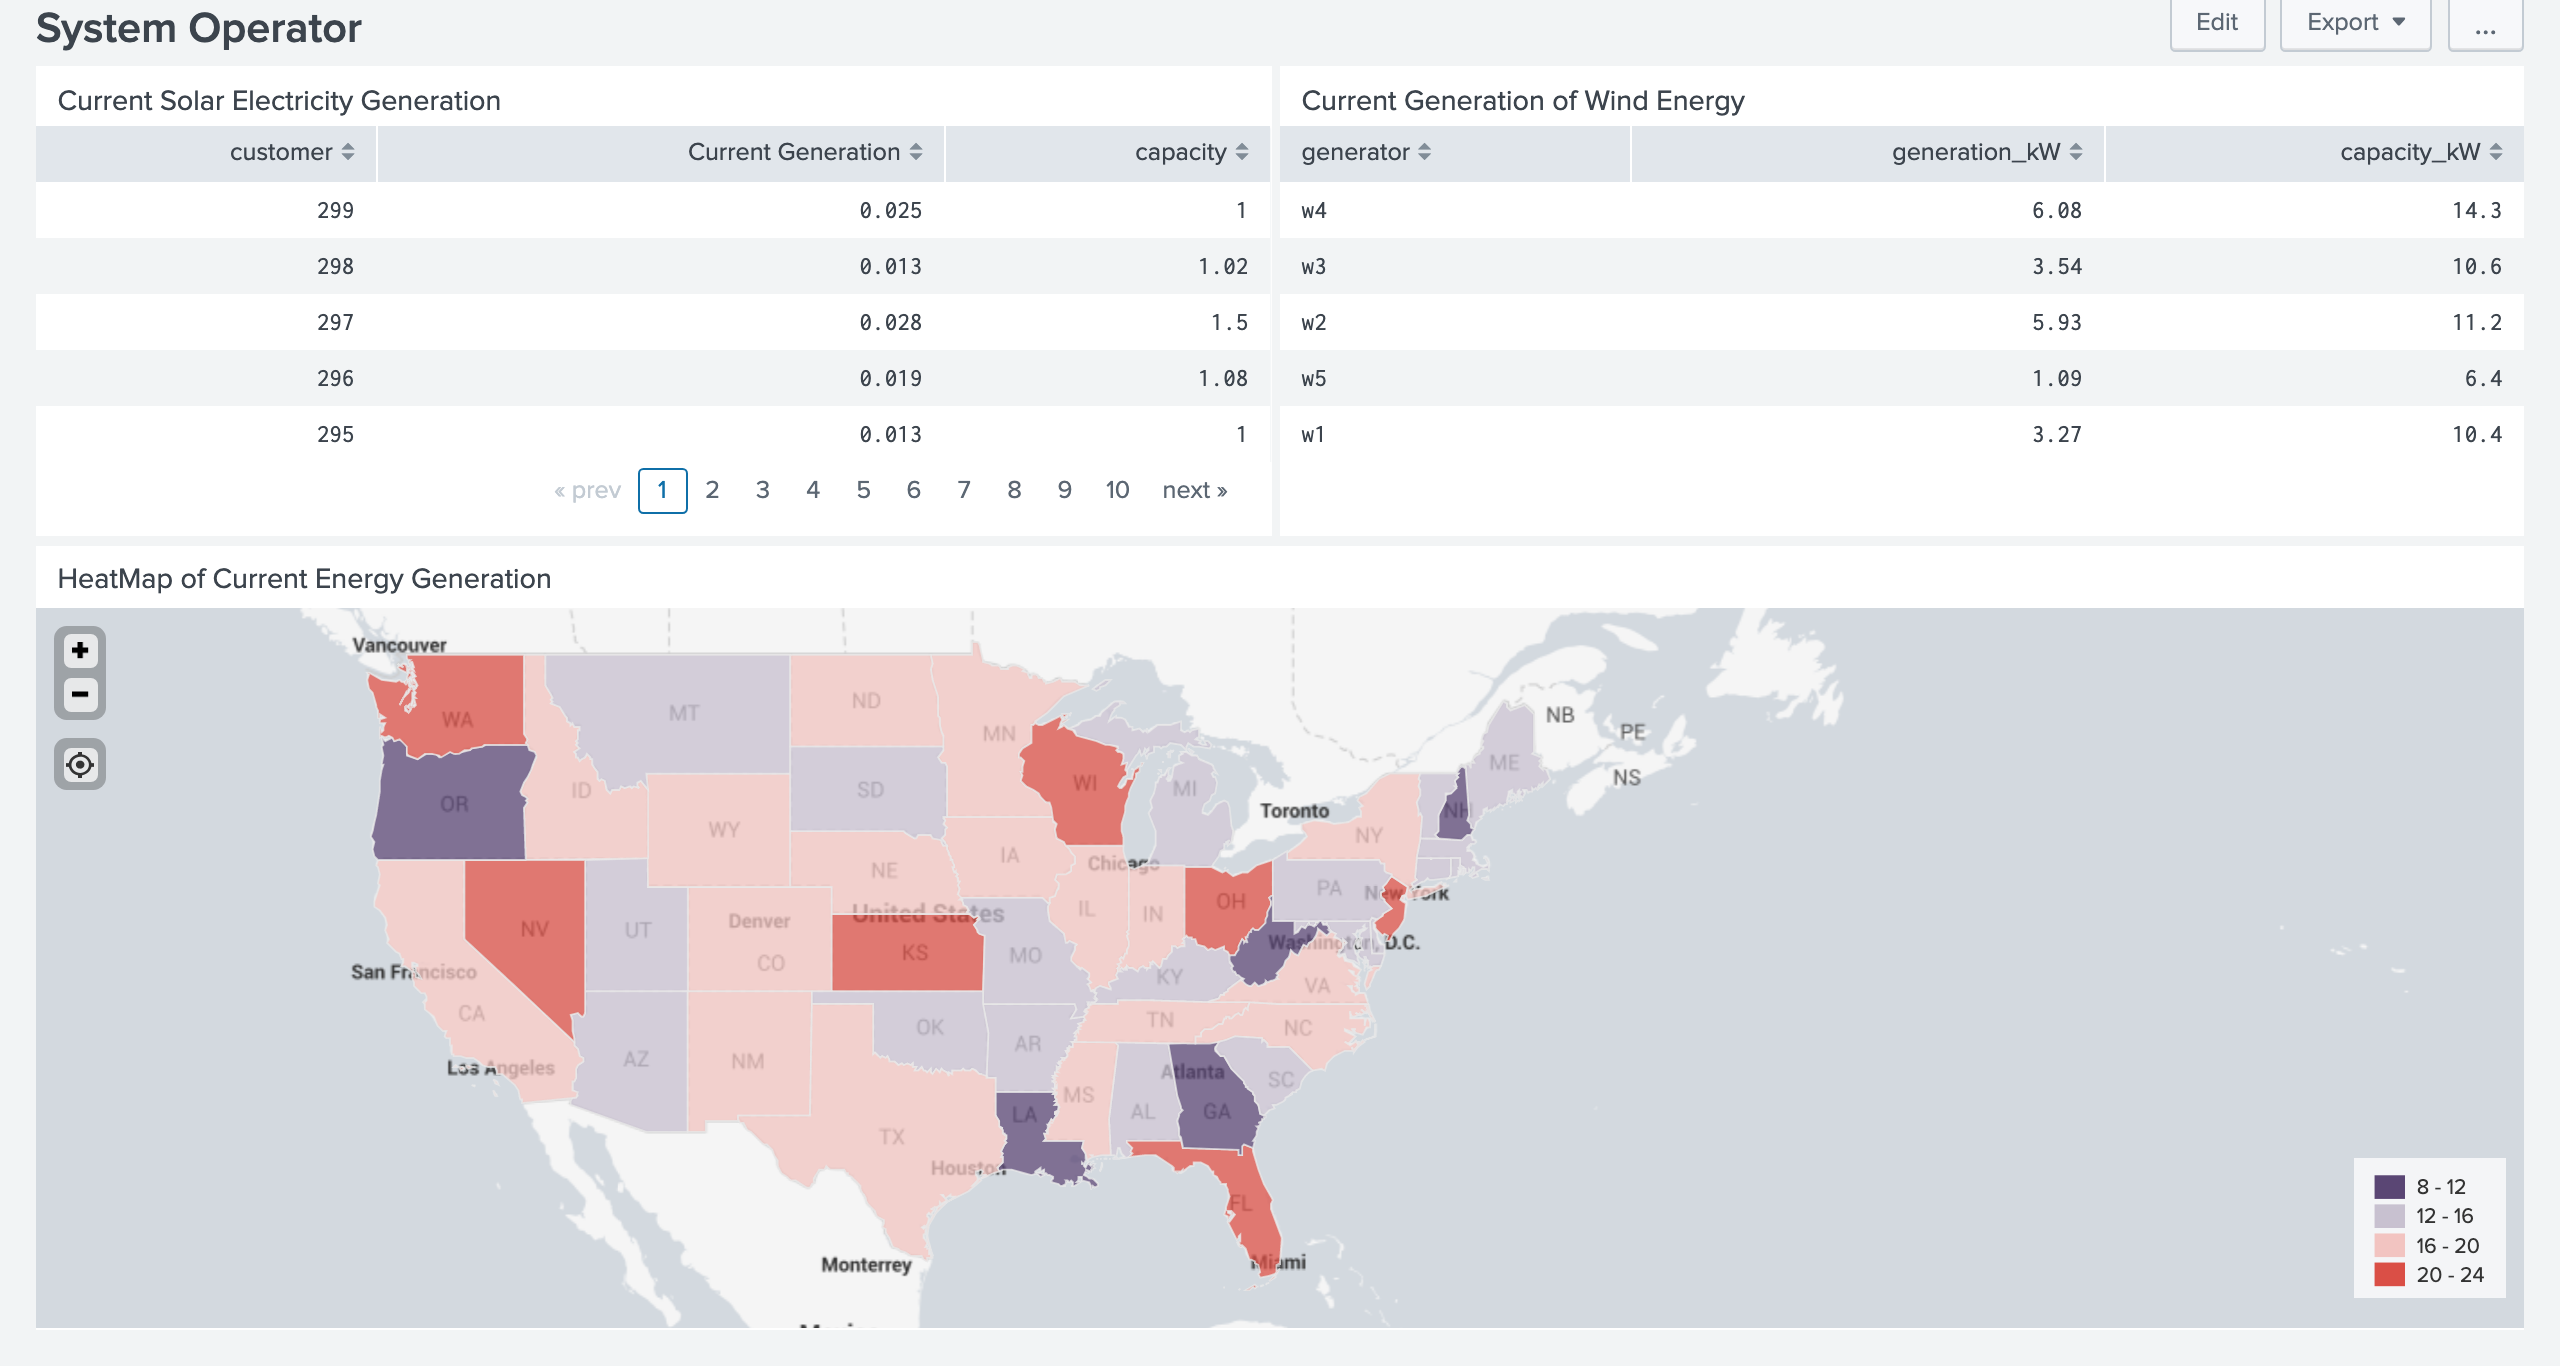 System Operator
Edit
Export
...
Current Solar Electricity Generation
customer Current Generation capacity
299 0.025 1
298 0.013 1.02
297 0.028 1.5
296 0.019 1.08
295 0.013 1
« prev 1 2 3 4 5 6 7 8 9 10 next »
Current Generation of Wind Energy
generator generation_kW capacity_kW
w4 6.08 14.3
w3 3.54 10.6
w2 5.93 11.2
w5 1.09 6.4
w1 3.27 10.4
HeatMap of Current Energy Generation
+
−
Vancouver
WA
MT
ND
MN
NB
PE
ME
NS
OR
ID
SD
WI
MI
NH
WY
Toronto
NY
IA
Chicago
NE
PA
New York
United States
NV
UT
Denver
CO
KS
MO
IL
IN
OH
Washington, D.C.
San Francisco
KY
VA
CA
OK
TN
NC
AR
AZ
NM
Los Angeles
MS
AL
Atlanta
GA
SC
LA
TX
Houston
FL
Miami
Monterrey
8 - 12
12 - 16
16 - 20
20 - 24